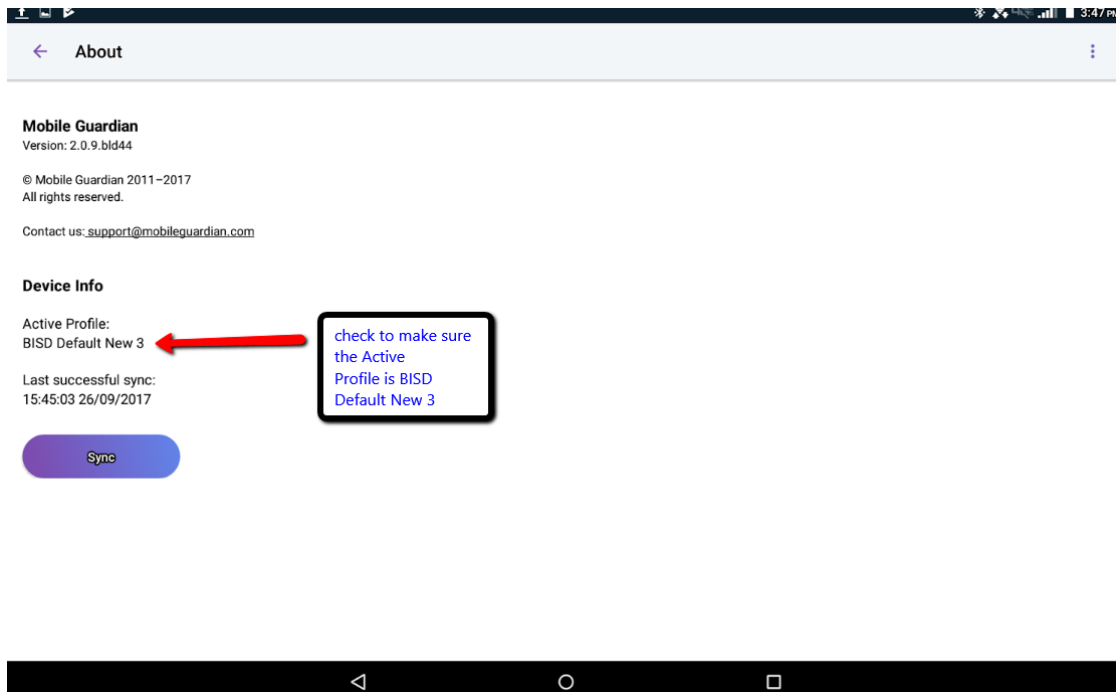 3:47 PM
About
Mobile Guardian
Version: 2.0.9.bld44
© Mobile Guardian 2011–2017
All rights reserved.
Contact us: support@mobileguardian.com
Device Info
Active Profile:
BISD Default New 3
check to make sure
the Active
Profile is BISD
Default New 3
Last successful sync:
15:45:03 26/09/2017
Sync